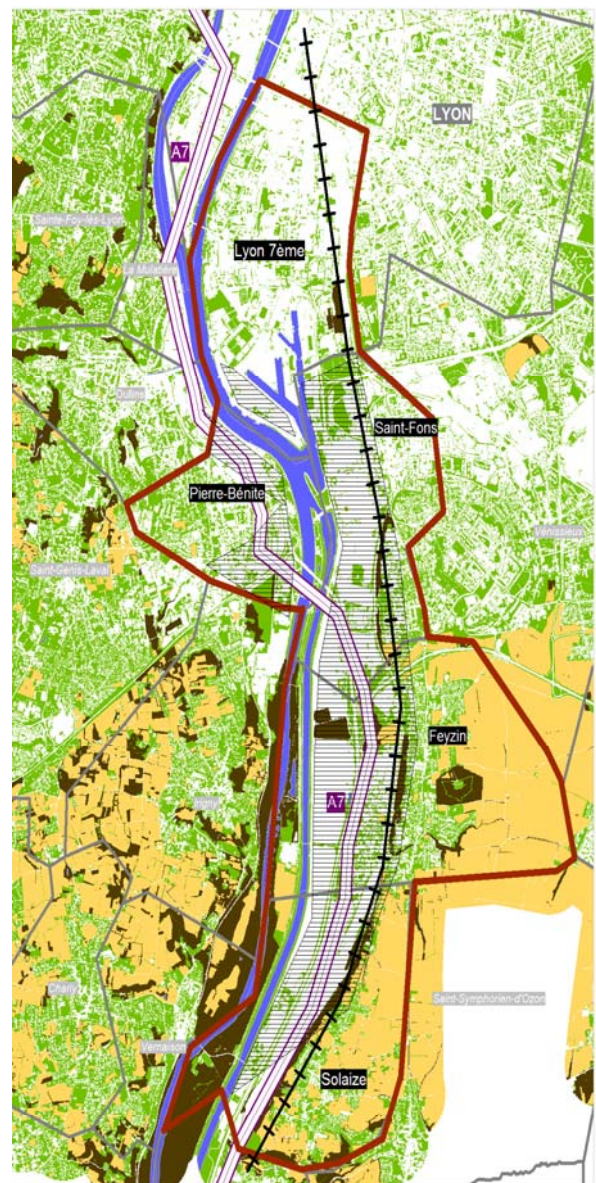 LYON
A7
Sainte-Foy-lès-Lyon
Lyon 7ème
La Mulatière
Oullins
Saint-Fons
Pierre-Bénite
Vénissieux
Saint-Genis-Laval
Feyzin
Irigny
A7
Charly
Saint-Symphorien-d'Ozon
Vernaison
Solaize